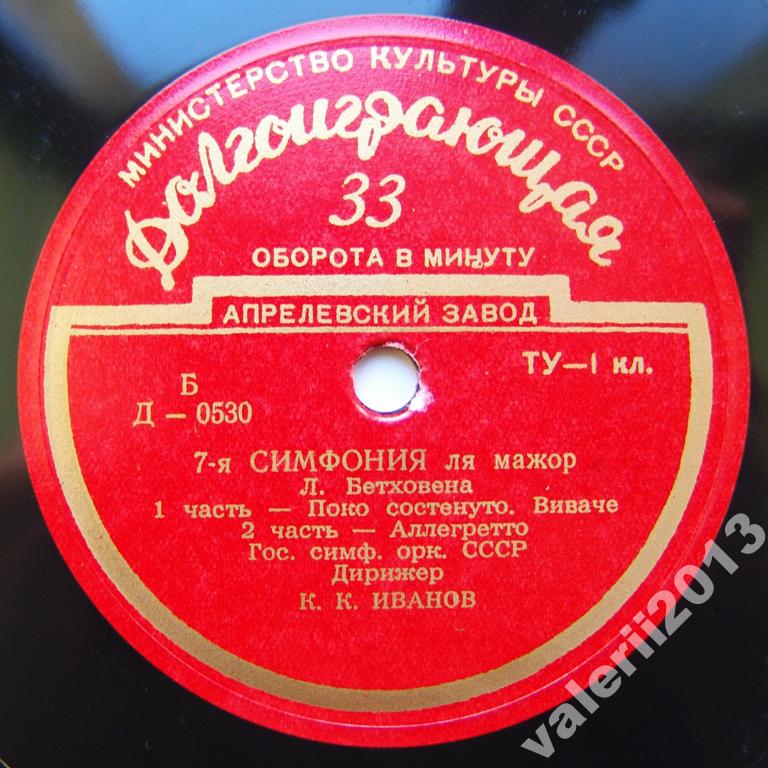 МИНИСТЕРСТВО КУЛЬТУРЫ СССР
Долгоиграющая
33
ОБОРОТА В МИНУТУ
АПРЕЛЕВСКИЙ ЗАВОД
ТУ—1 кл.
Б
Д — 0530
7-я СИМФОНИЯ ля мажор
Л. Бетховена
1 часть — Поко состенуто. Виваче
2 часть — Аллегретто
Гос. симф. орк. СССР
Дирижер
К. К. ИВАНОВ
valerii2013